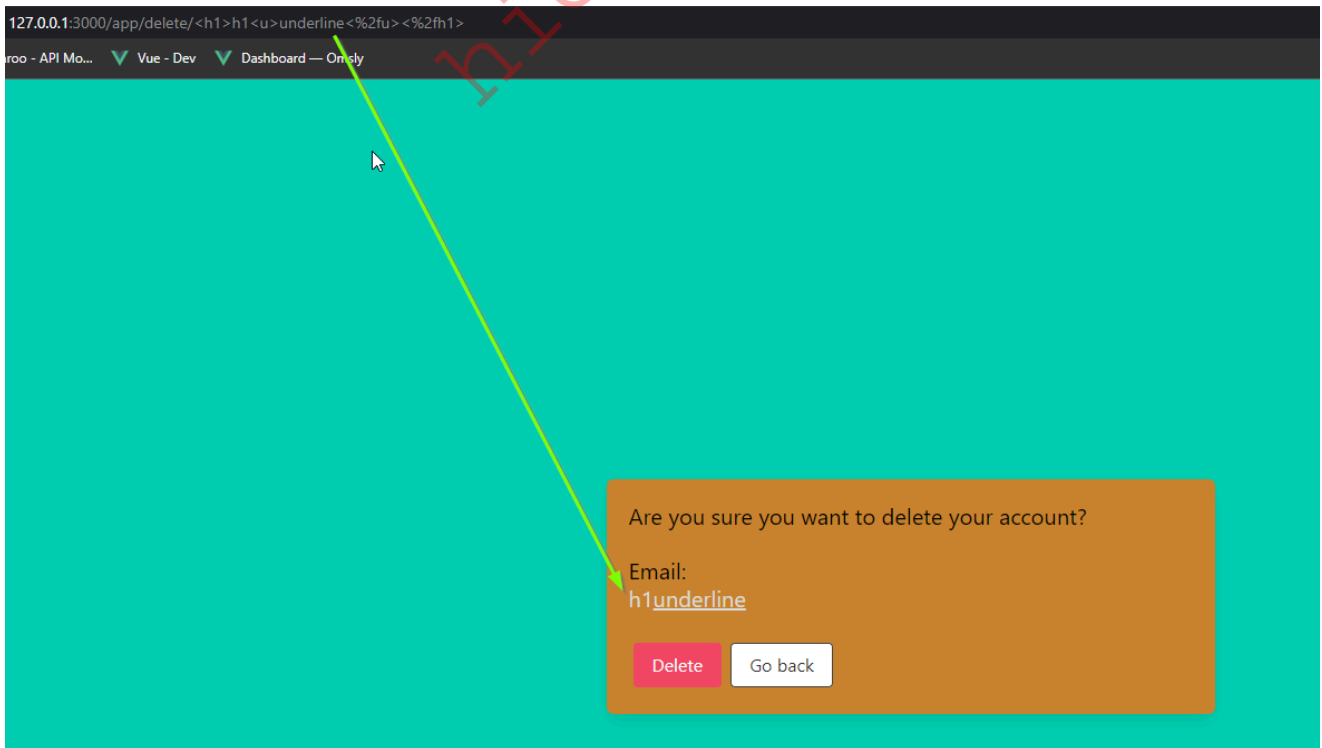 127.0.0.1:3000/app/delete/<h1>h1<u>underline<%2fu><%2fh1>
roo - API Mo... Vue - Dev Dashboard — Omsly
Are you sure you want to delete your account?
Email:
h1underline
Delete Go back